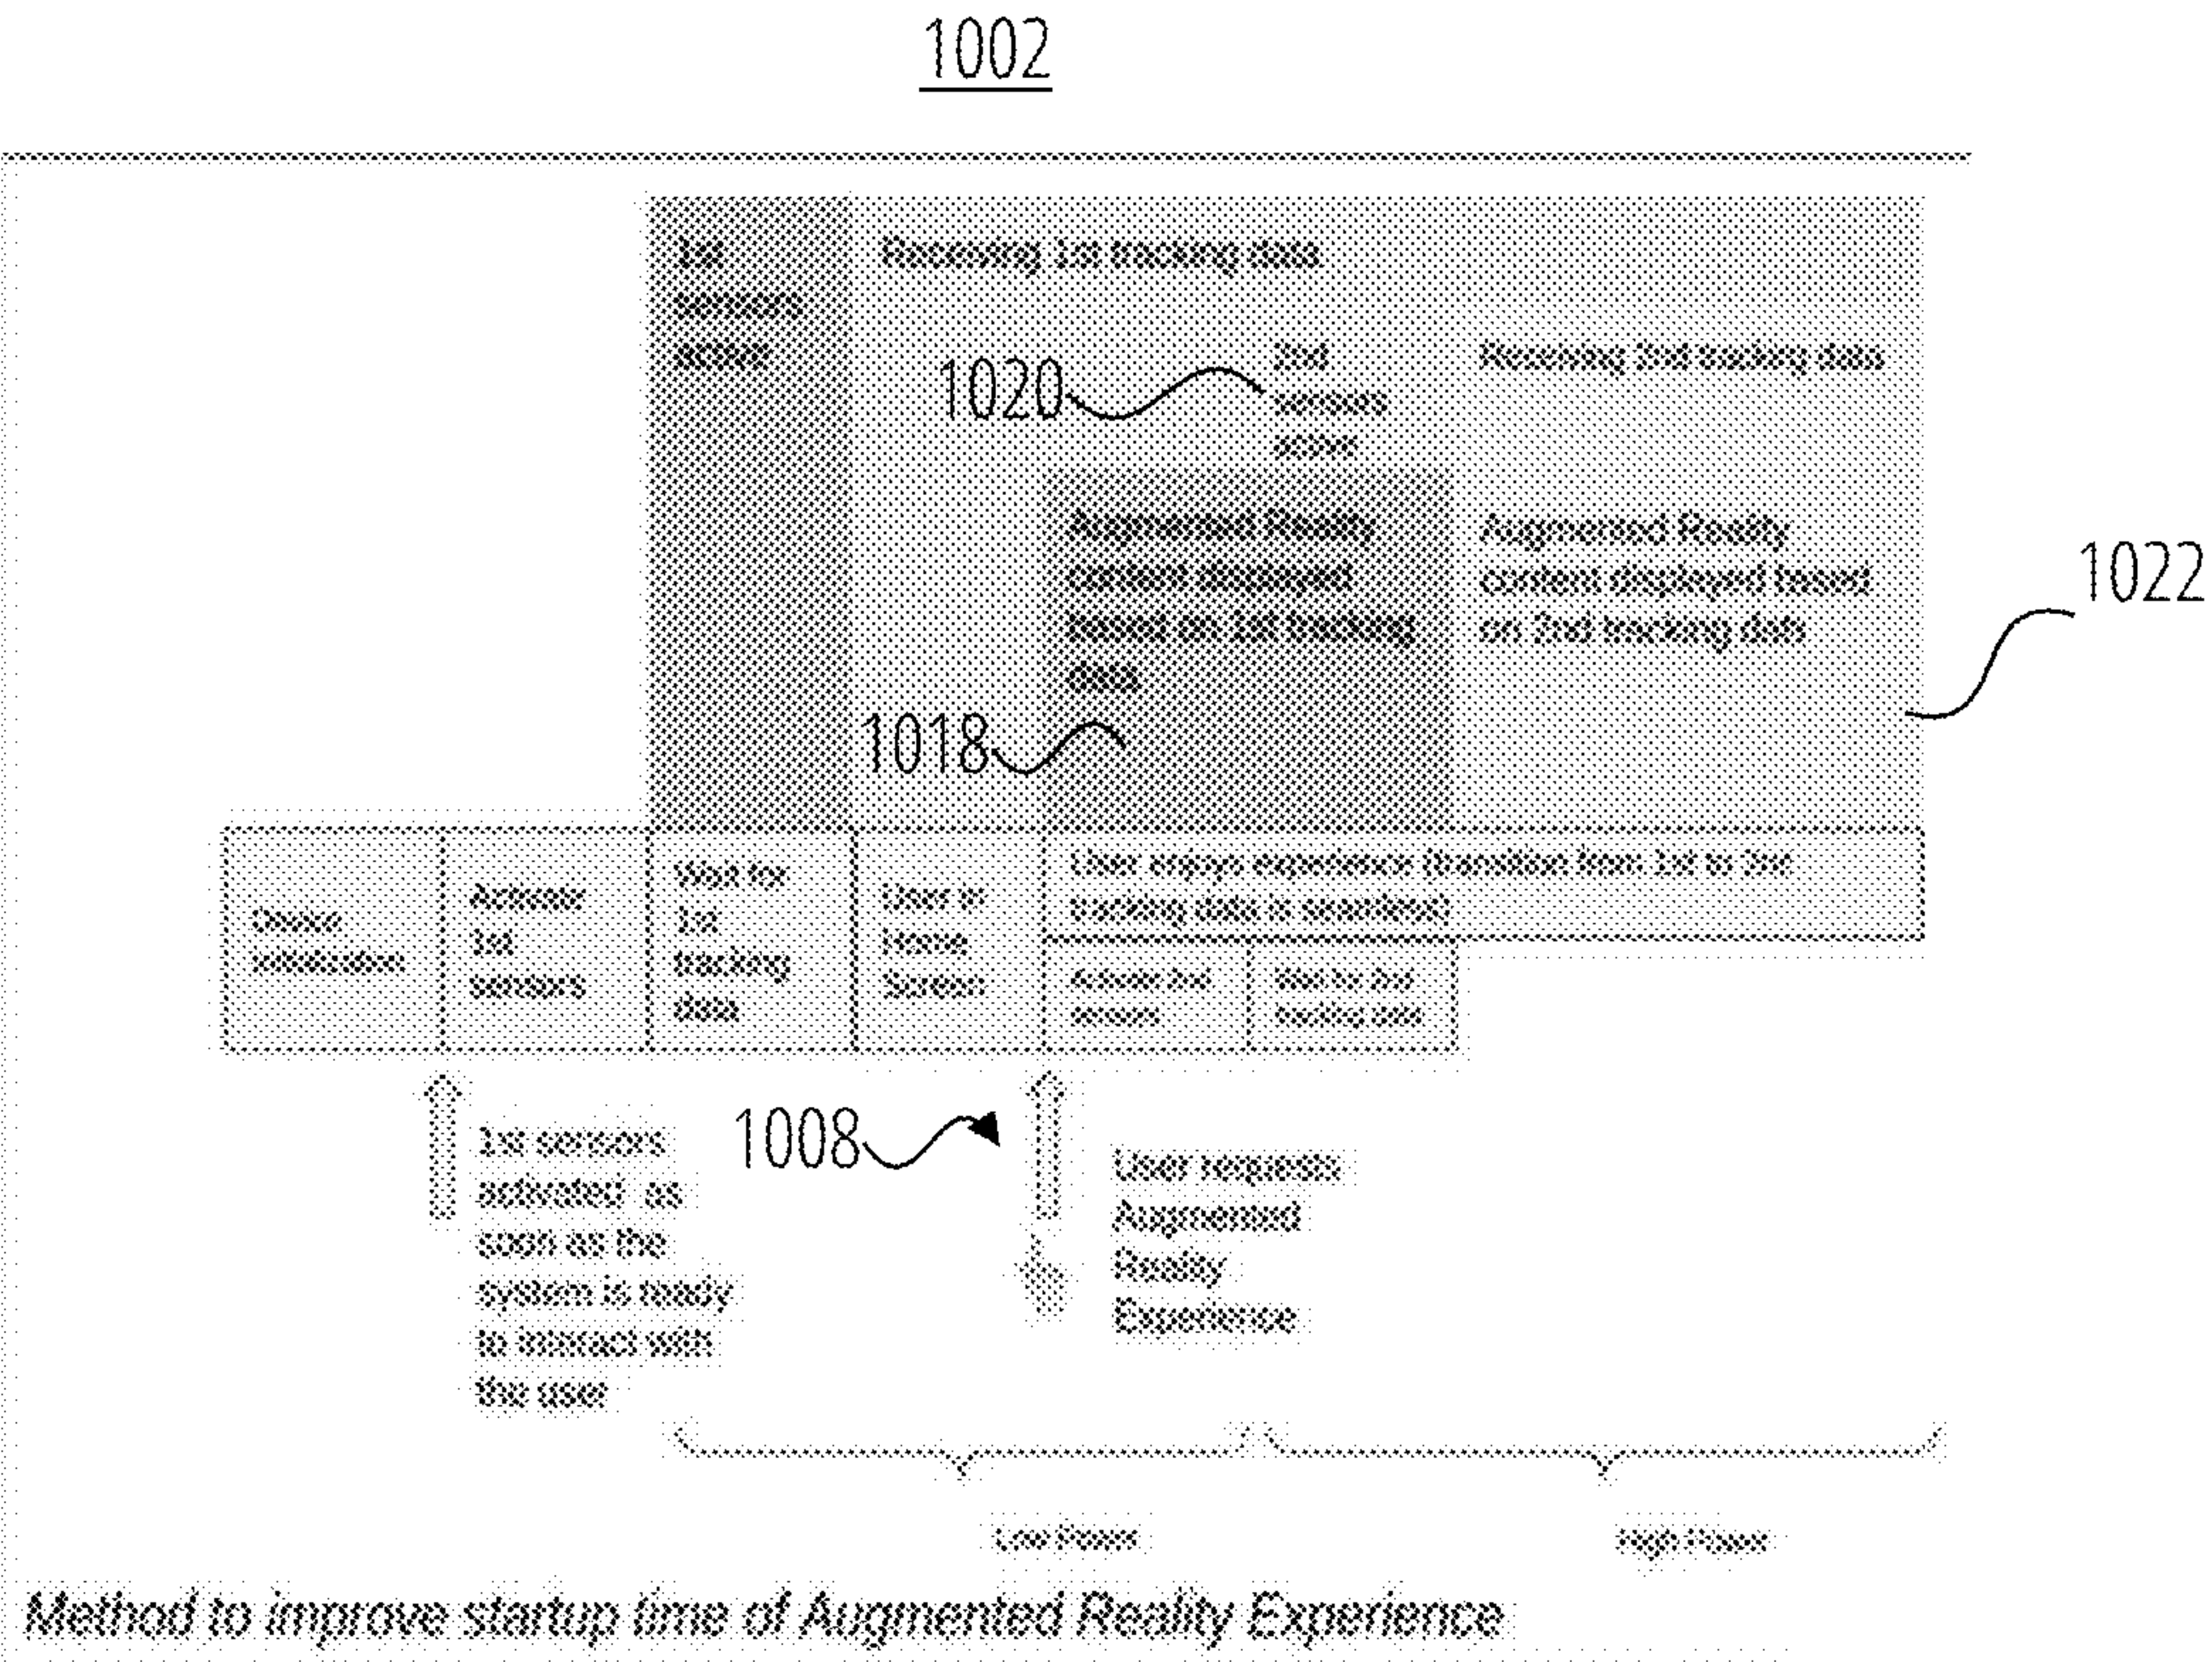 1002
1st
sensors
active
Receiving 1st tracking data
1020
2nd
sensors
active
Receiving 2nd tracking data
Augmented Reality
content displayed
based on 1st tracking
data
Augmented Reality
content displayed based
on 2nd tracking data
1022
1018
Device
initialization
Activate
1st
sensors
Wait for
1st
tracking
data
User in
Home
Screen
User enjoys experience (transition from 1st to 2nd
tracking data is seamless)
Activate 2nd
sensors
Wait for 2nd
tracking data
1st sensors
activated as
soon as the
system is ready
to interact with
the user
1008
User requests
Augmented
Reality
Experience
Low Power
High Power
Method to improve startup time of Augmented Reality Experience